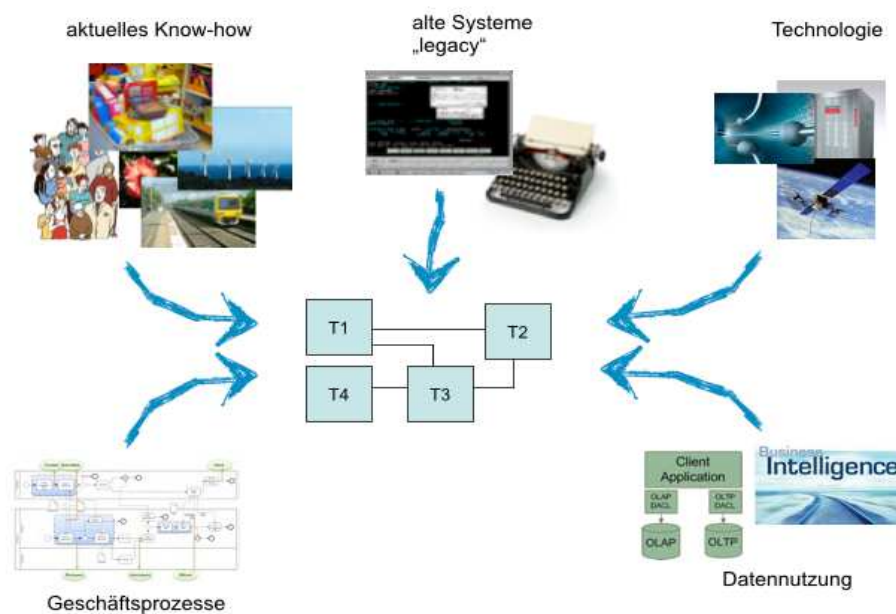 aktuelles Know-how
alte Systeme
„legacy“
Technologie
T1
T2
T4
T3
Client
Application
OLAP
DACL
OLTP
DACL
OLAP
OLTP
Business
Intelligence
Geschäftsprozesse
Datennutzung